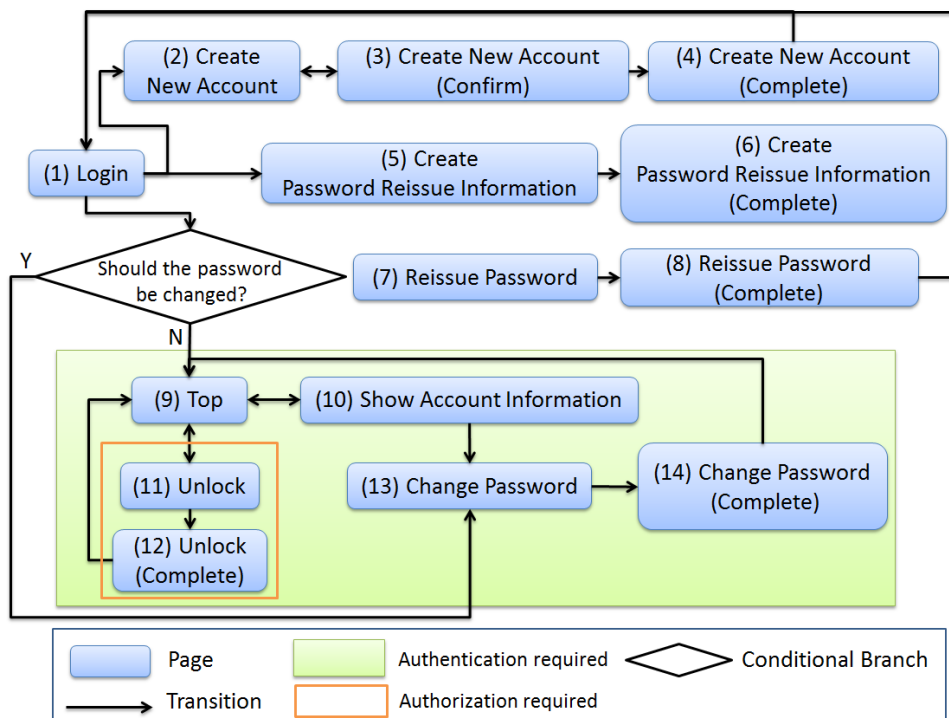 (2) Create
New Account
(3) Create New Account
(Confirm)
(4) Create New Account
(Complete)
(1) Login
(5) Create
Password Reissue Information
(6) Create
Password Reissue Information
(Complete)
Y
Should the password
be changed?
(7) Reissue Password
(8) Reissue Password
(Complete)
N
(9) Top
(10) Show Account Information
(11) Unlock
(13) Change Password
(14) Change Password
(Complete)
(12) Unlock
(Complete)
Page
Authentication required
Conditional Branch
Transition
Authorization required